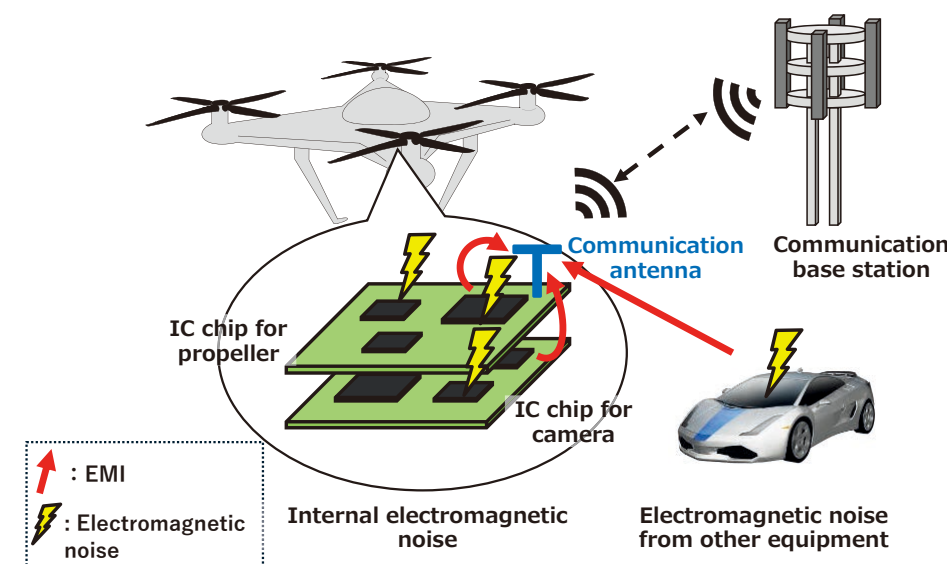 Communication
antenna
Communication
base station
IC chip for
propeller
IC chip for
camera
: EMI
: Electromagnetic
noise
Internal electromagnetic
noise
Electromagnetic noise
from other equipment